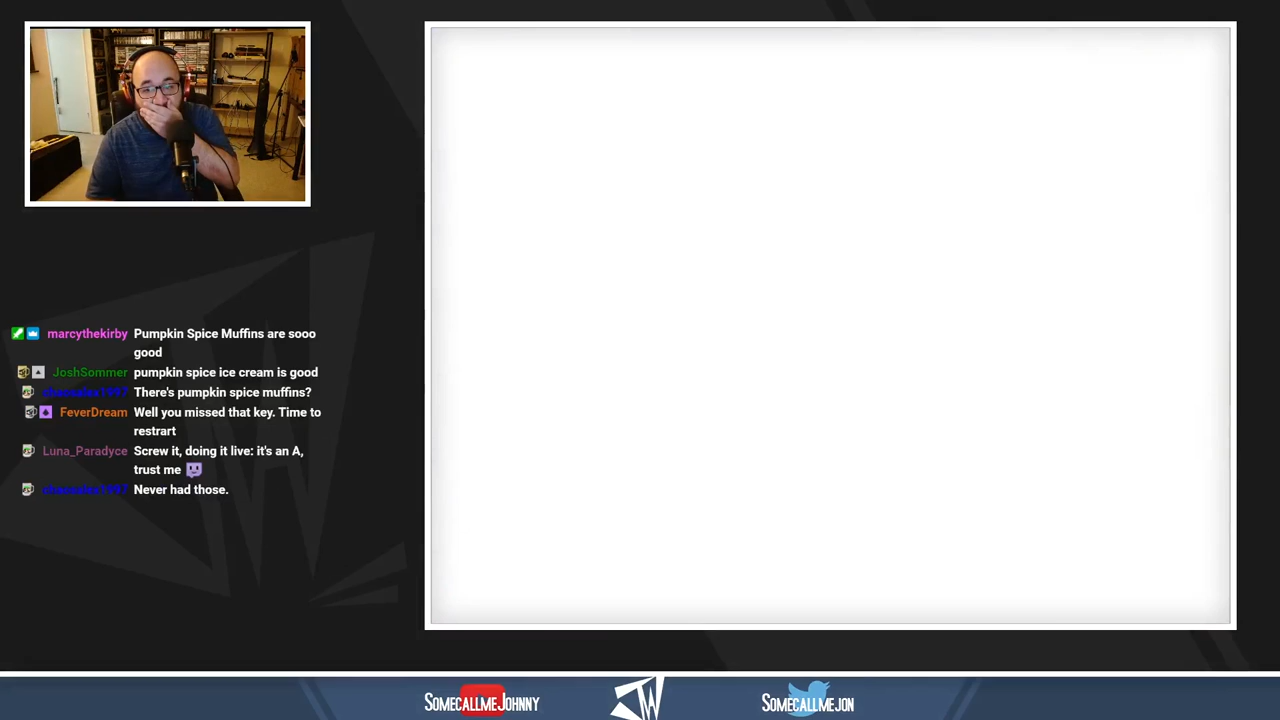 marcythekirby Pumpkin Spice Muffins are sooo
good
JoshSommer pumpkin spice ice cream is good
There's pumpkin spice muffins?
FeverDream Well you missed that key. Time to
restrart
Luna_Paradyce Screw it, doing it live: it's an A,
trust me
Never had those.
SOMECALLMEJOHNNY
SOMECALLMEJON